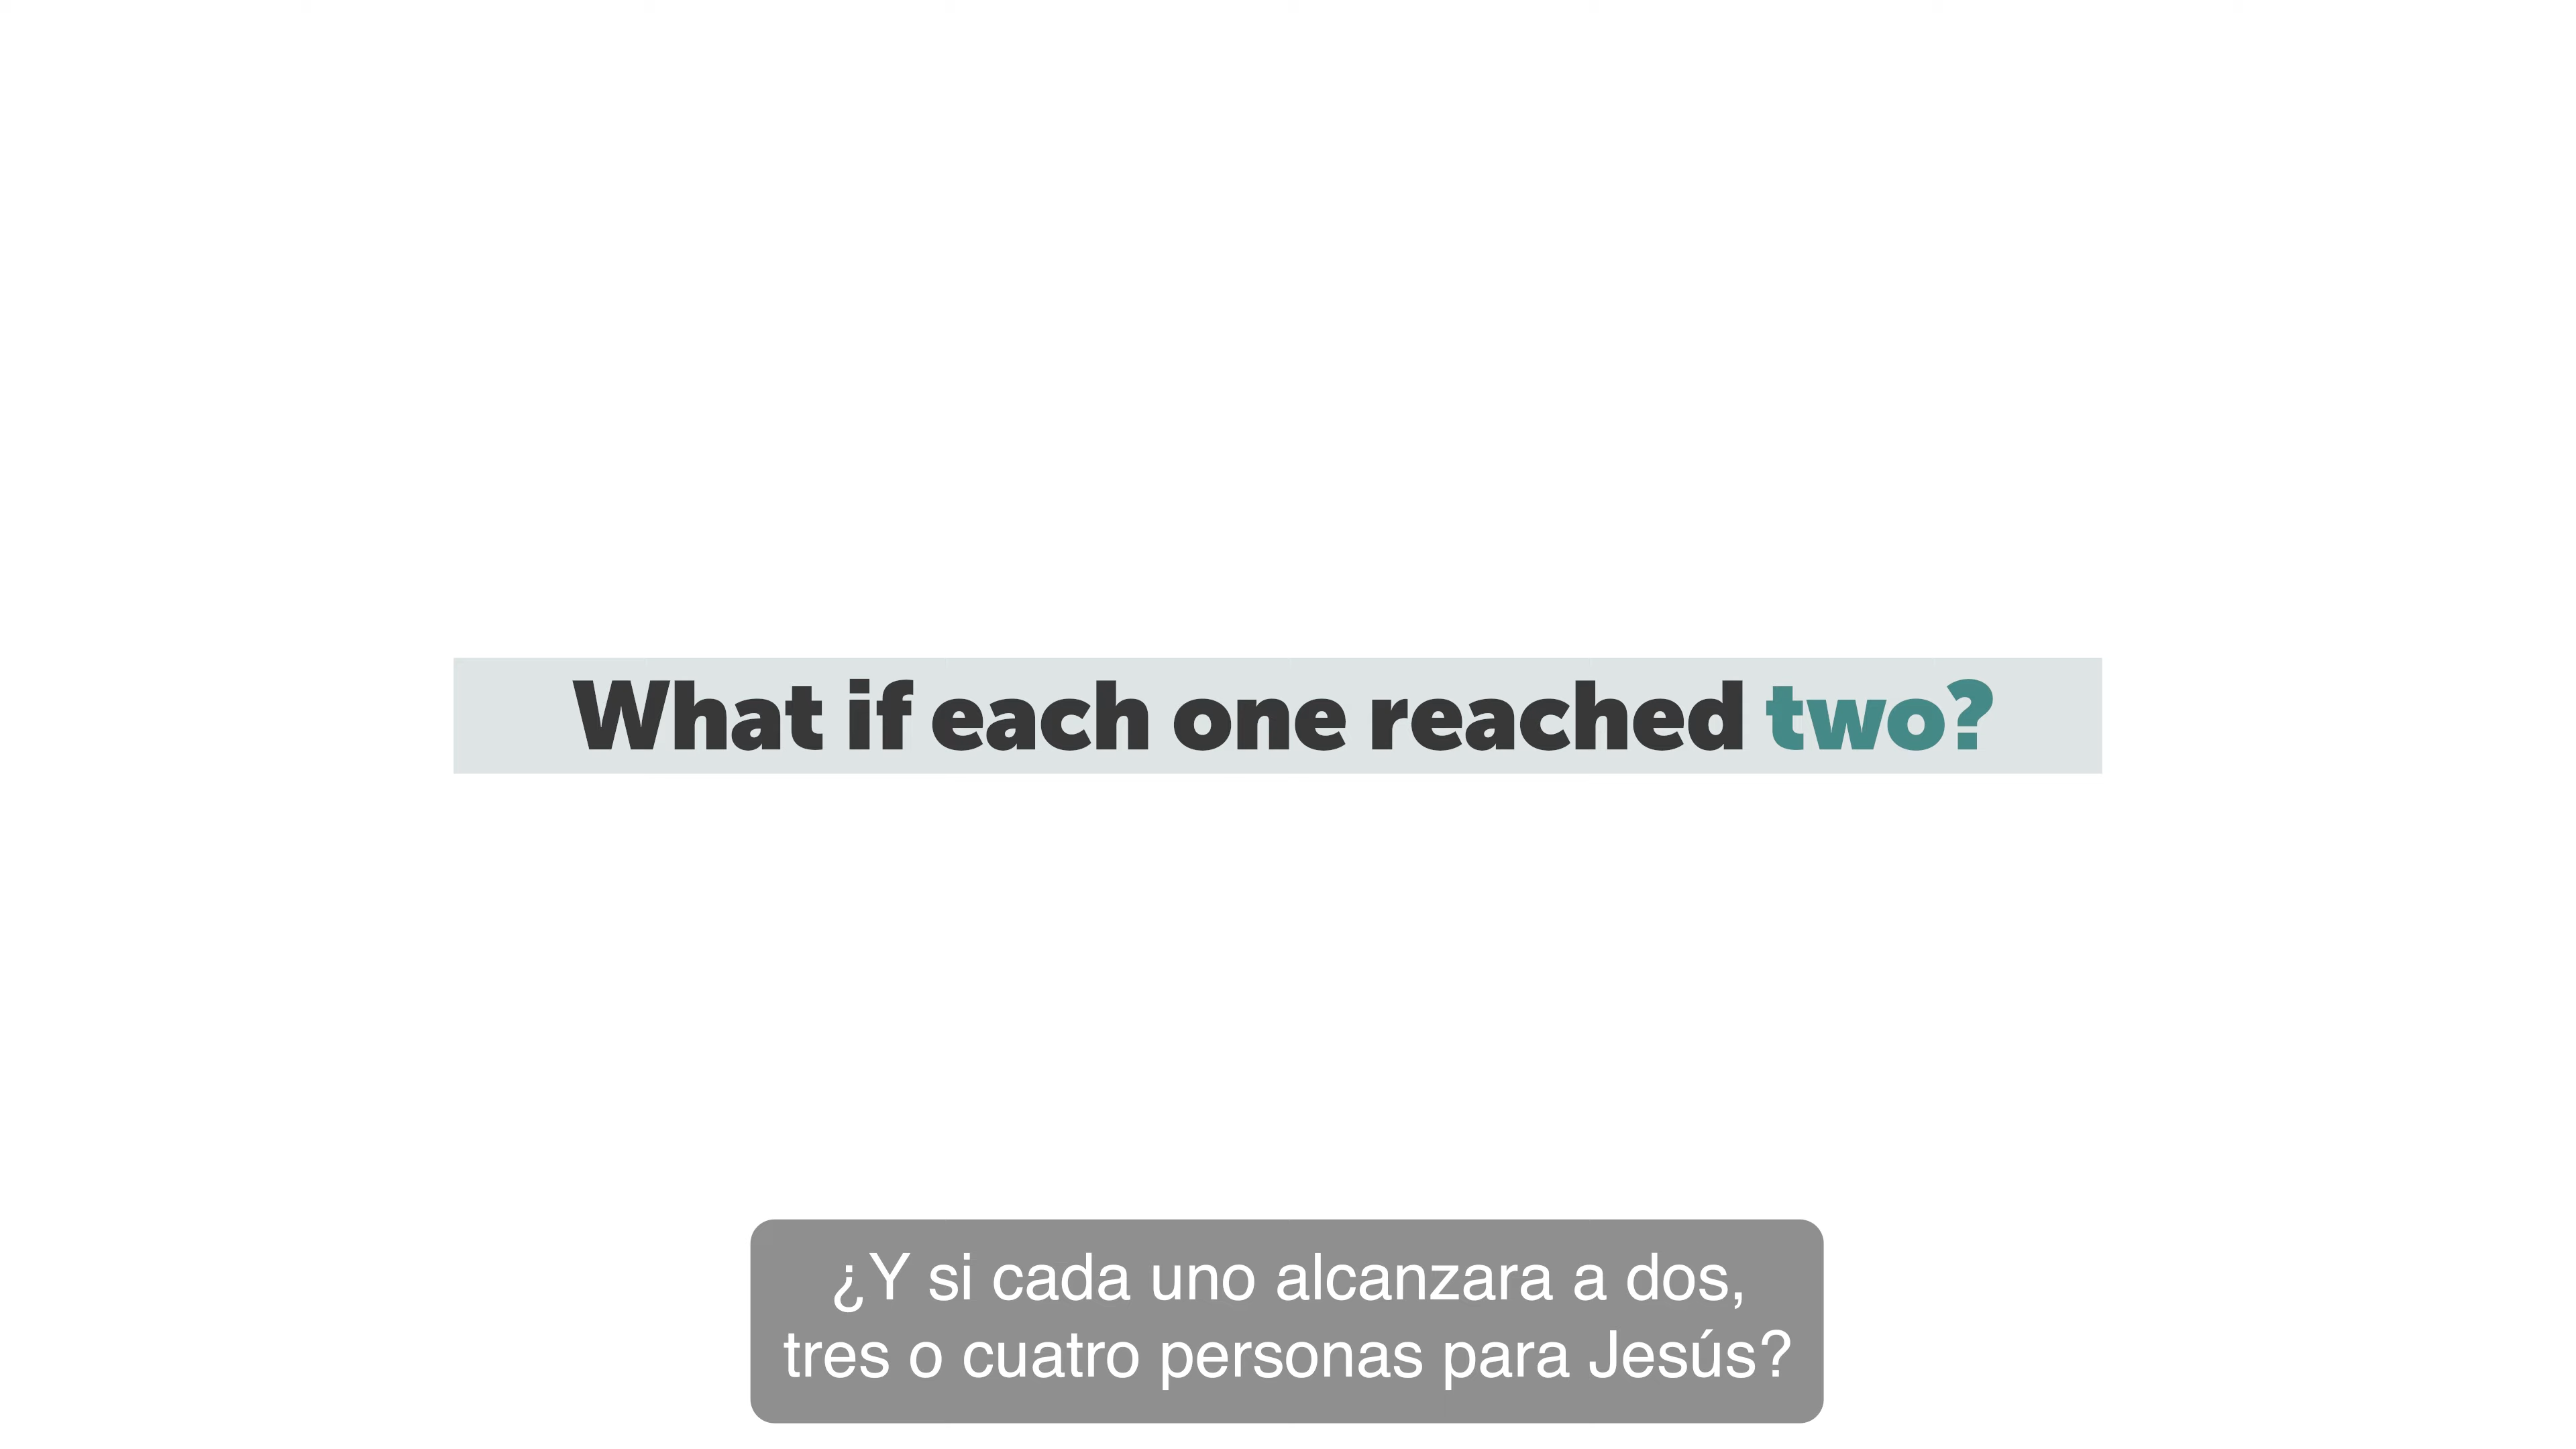 What if each one reached two?
¿Y si cada uno alcanzara a dos,
tres o cuatro personas para Jesús?